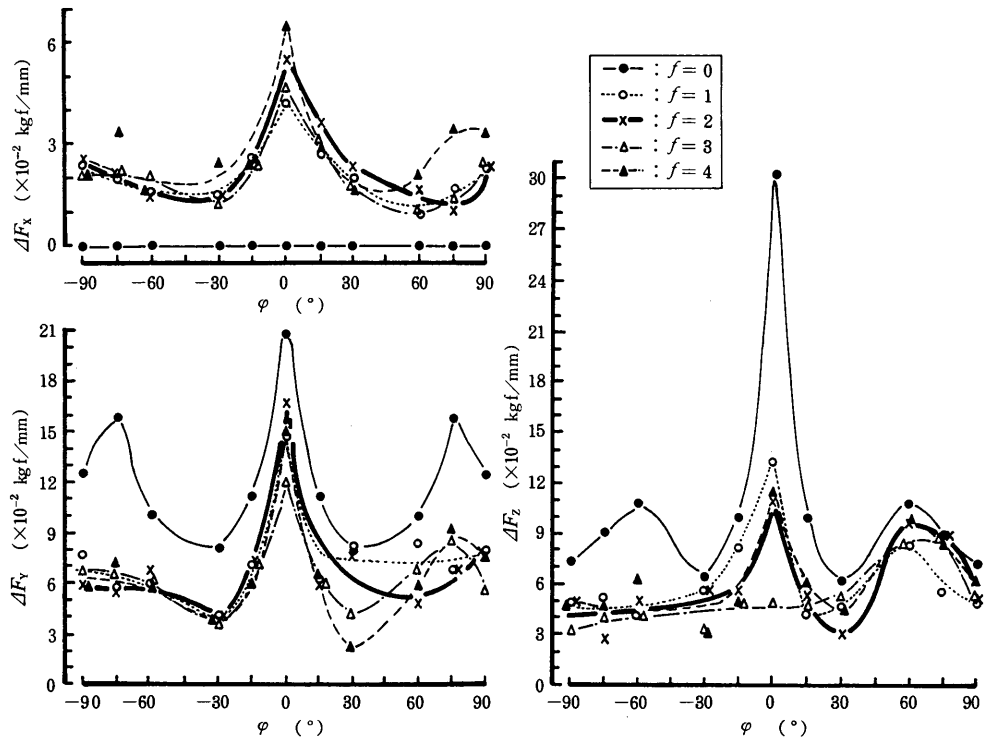 6
3
0
ΔFx (×10⁻² kgf/mm)
−90 −60 −30 0 30 60 90
φ (°)
: f = 0
: f = 1
: f = 2
: f = 3
: f = 4
21
18
15
12
9
6
3
0
ΔFY (×10⁻² kgf/mm)
−90 −60 −30 0 30 60 90
φ (°)
30
27
24
21
18
15
12
9
6
3
0
ΔFZ (×10⁻² kgf/mm)
−90 −60 −30 0 30 60 90
φ (°)